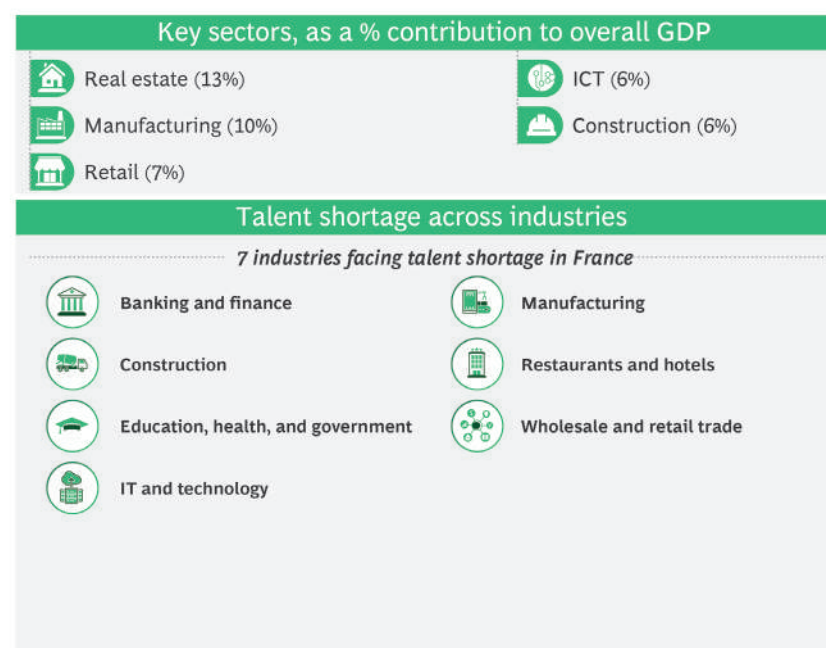 Key sectors, as a % contribution to overall GDP
Real estate (13%)
Manufacturing (10%)
Retail (7%)
ICT (6%)
Construction (6%)
Talent shortage across industries
7 industries facing talent shortage in France
Banking and finance
Construction
Education, health, and government
IT and technology
Manufacturing
Restaurants and hotels
Wholesale and retail trade